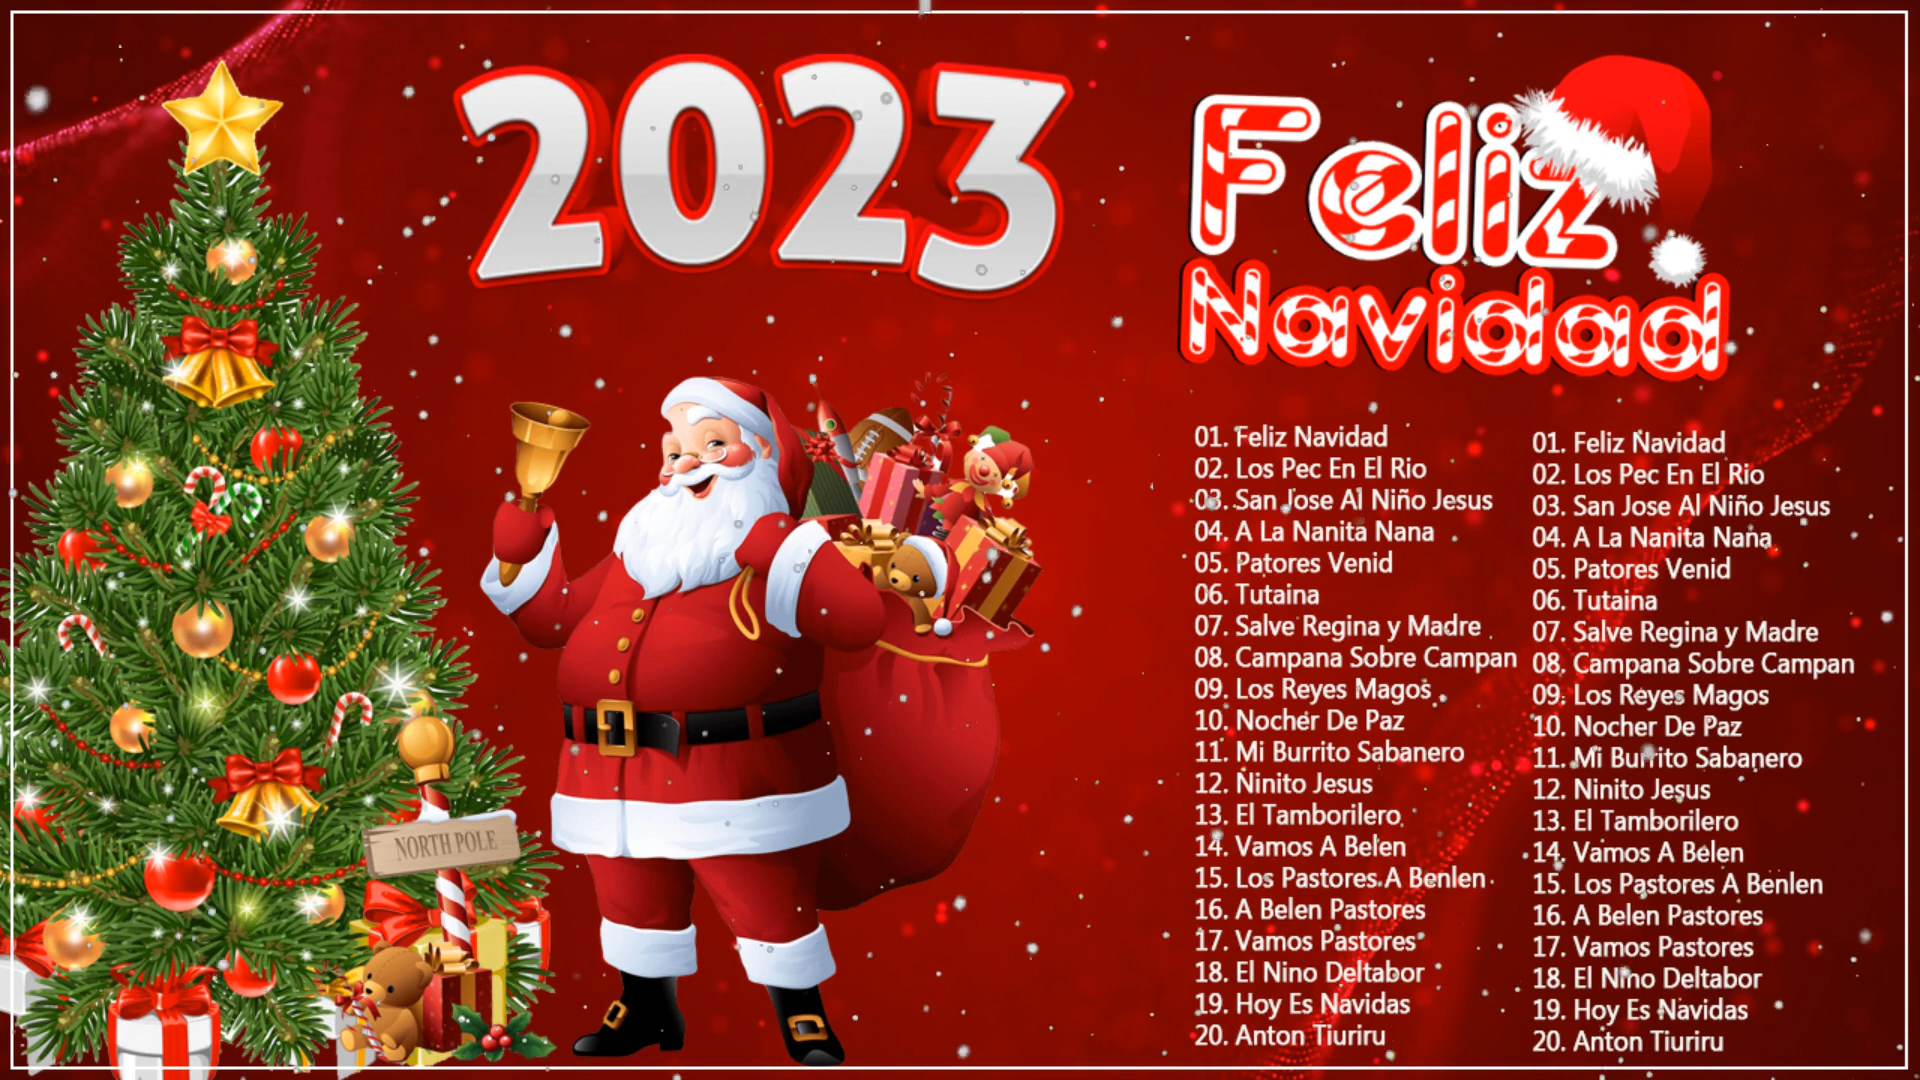 2023
Feliz
Navidad
01. Feliz Navidad
02. Los Pec En El Rio
03. San Jose Al Niño Jesus
04. A La Nanita Nana
05. Patores Venid
06. Tutaina
07. Salve Regina y Madre
08. Campana Sobre Campan
09. Los Reyes Magos
10. Nocher De Paz
11. Mi Burrito Sabanero
12. Ninito Jesus
13. El Tamborilero
14. Vamos A Belen
15. Los Pastores A Benlen
16. A Belen Pastores
17. Vamos Pastores
18. El Nino Deltabor
19. Hoy Es Navidas
20. Anton Tiuriru
01. Feliz Navidad
02. Los Pec En El Rio
03. San Jose Al Niño Jesus
04. A La Nanita Nana
05. Patores Venid
06. Tutaina
07. Salve Regina y Madre
08. Campana Sobre Campan
09. Los Reyes Magos
10. Nocher De Paz
11. Mi Burrito Sabanero
12. Ninito Jesus
13. El Tamborilero
14. Vamos A Belen
15. Los Pastores A Benlen
16. A Belen Pastores
17. Vamos Pastores
18. El Nino Deltabor
19. Hoy Es Navidas
20. Anton Tiuriru
NORTH POLE